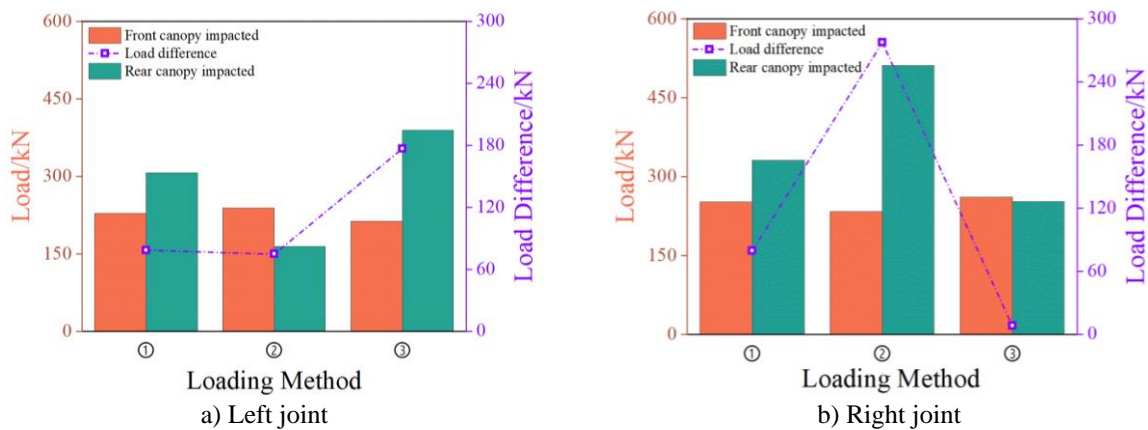 600
450
300
150
0
Load/kN
Front canopy impacted
Load difference
Rear canopy impacted
300
240
180
120
60
0
Load Difference/kN
① ② ③
Loading Method
a) Left joint
600
450
300
150
0
Load/kN
Front canopy impacted
Load difference
Rear canopy impacted
300
240
180
120
60
0
Load Difference/kN
① ② ③
Loading Method
b) Right joint